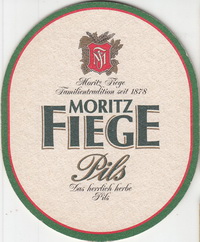 Moritz Fiege
Familientradition seit 1878
MORITZ
FIEGE
Pils
Das herrlich herbe
Pils